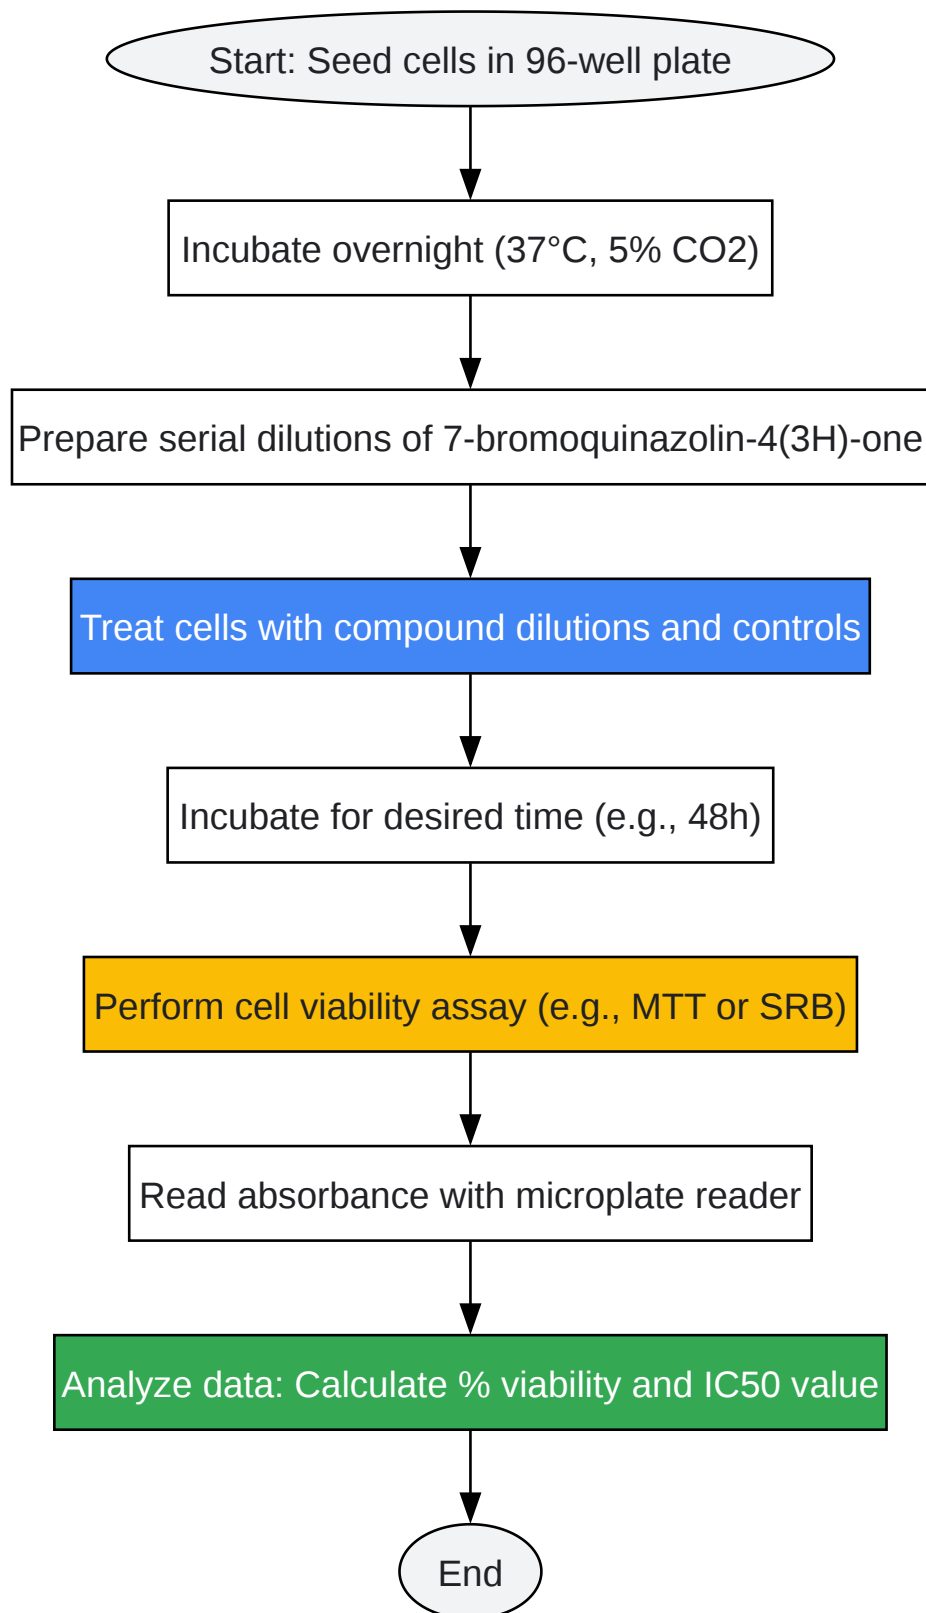 Start: Seed cells in 96-well plate
Incubate overnight (37°C, 5% CO2)
Prepare serial dilutions of 7-bromoquinazolin-4(3H)-one
Treat cells with compound dilutions and controls
Incubate for desired time (e.g., 48h)
Perform cell viability assay (e.g., MTT or SRB)
Read absorbance with microplate reader
Analyze data: Calculate % viability and IC50 value
End